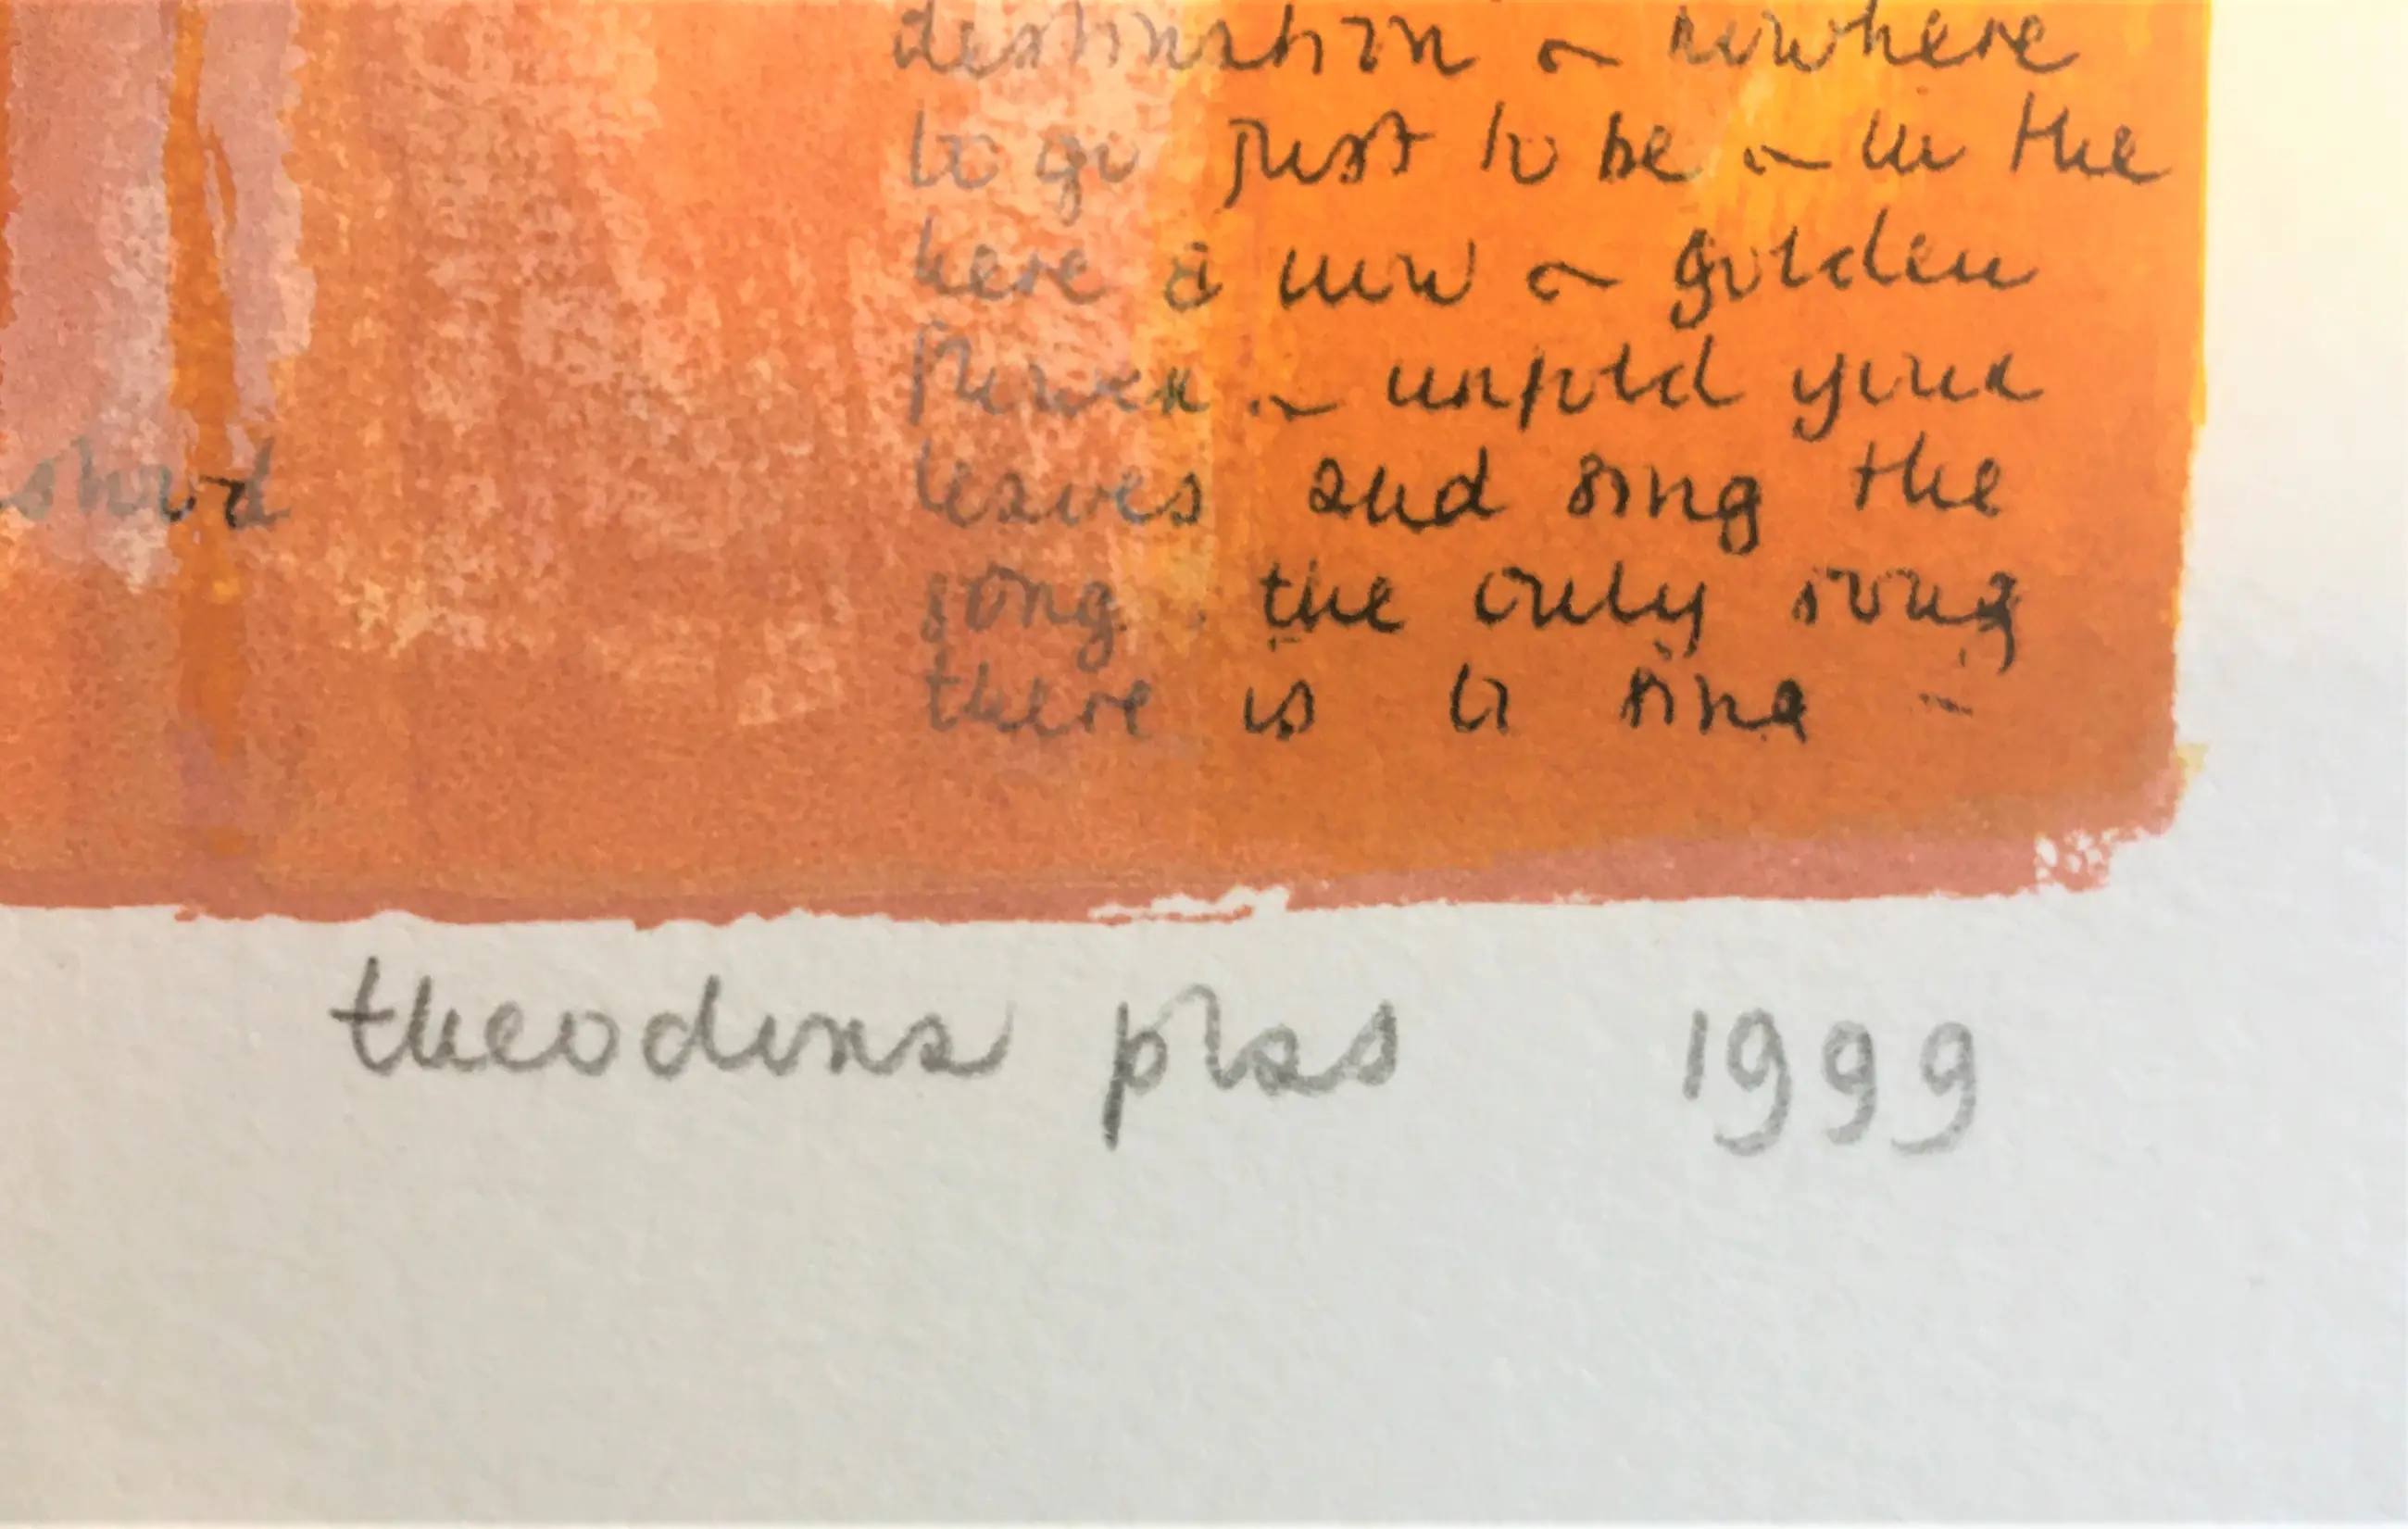 destination ~ nowhere
to go just to be ~ in the
here & now ~ golden
flower ~ unfold your
leaves and sing the
song . the only song
there is to sing -
theodora plas 1999